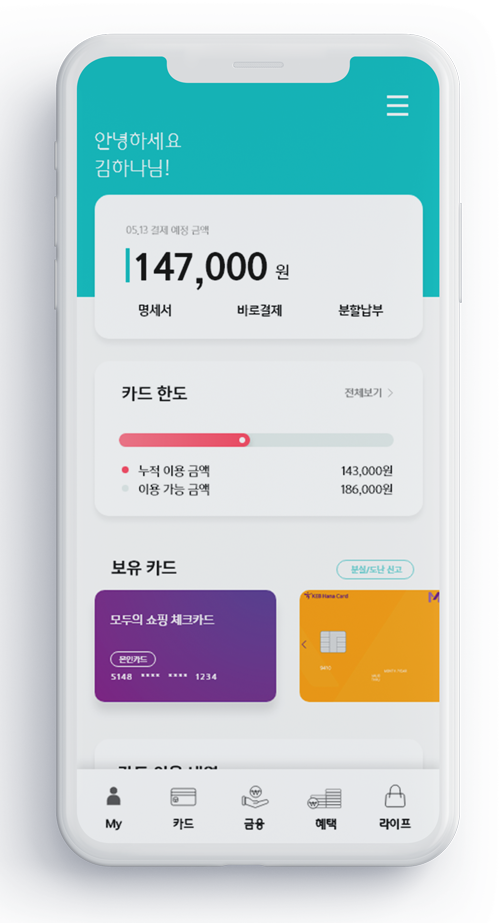 안녕하세요
김하나님!
05.13 결제 예정 금액
147,000 원
명세서 바로결제 분할납부
카드 한도 전체보기 >
누적 이용 금액 143,000원
이용 가능 금액 186,000원
보유 카드 분실/도난 신고
모두의 쇼핑 체크카드
본인카드
5148 **** **** 1234
KEB Hana Card
My 카드 금융 혜택 라이프